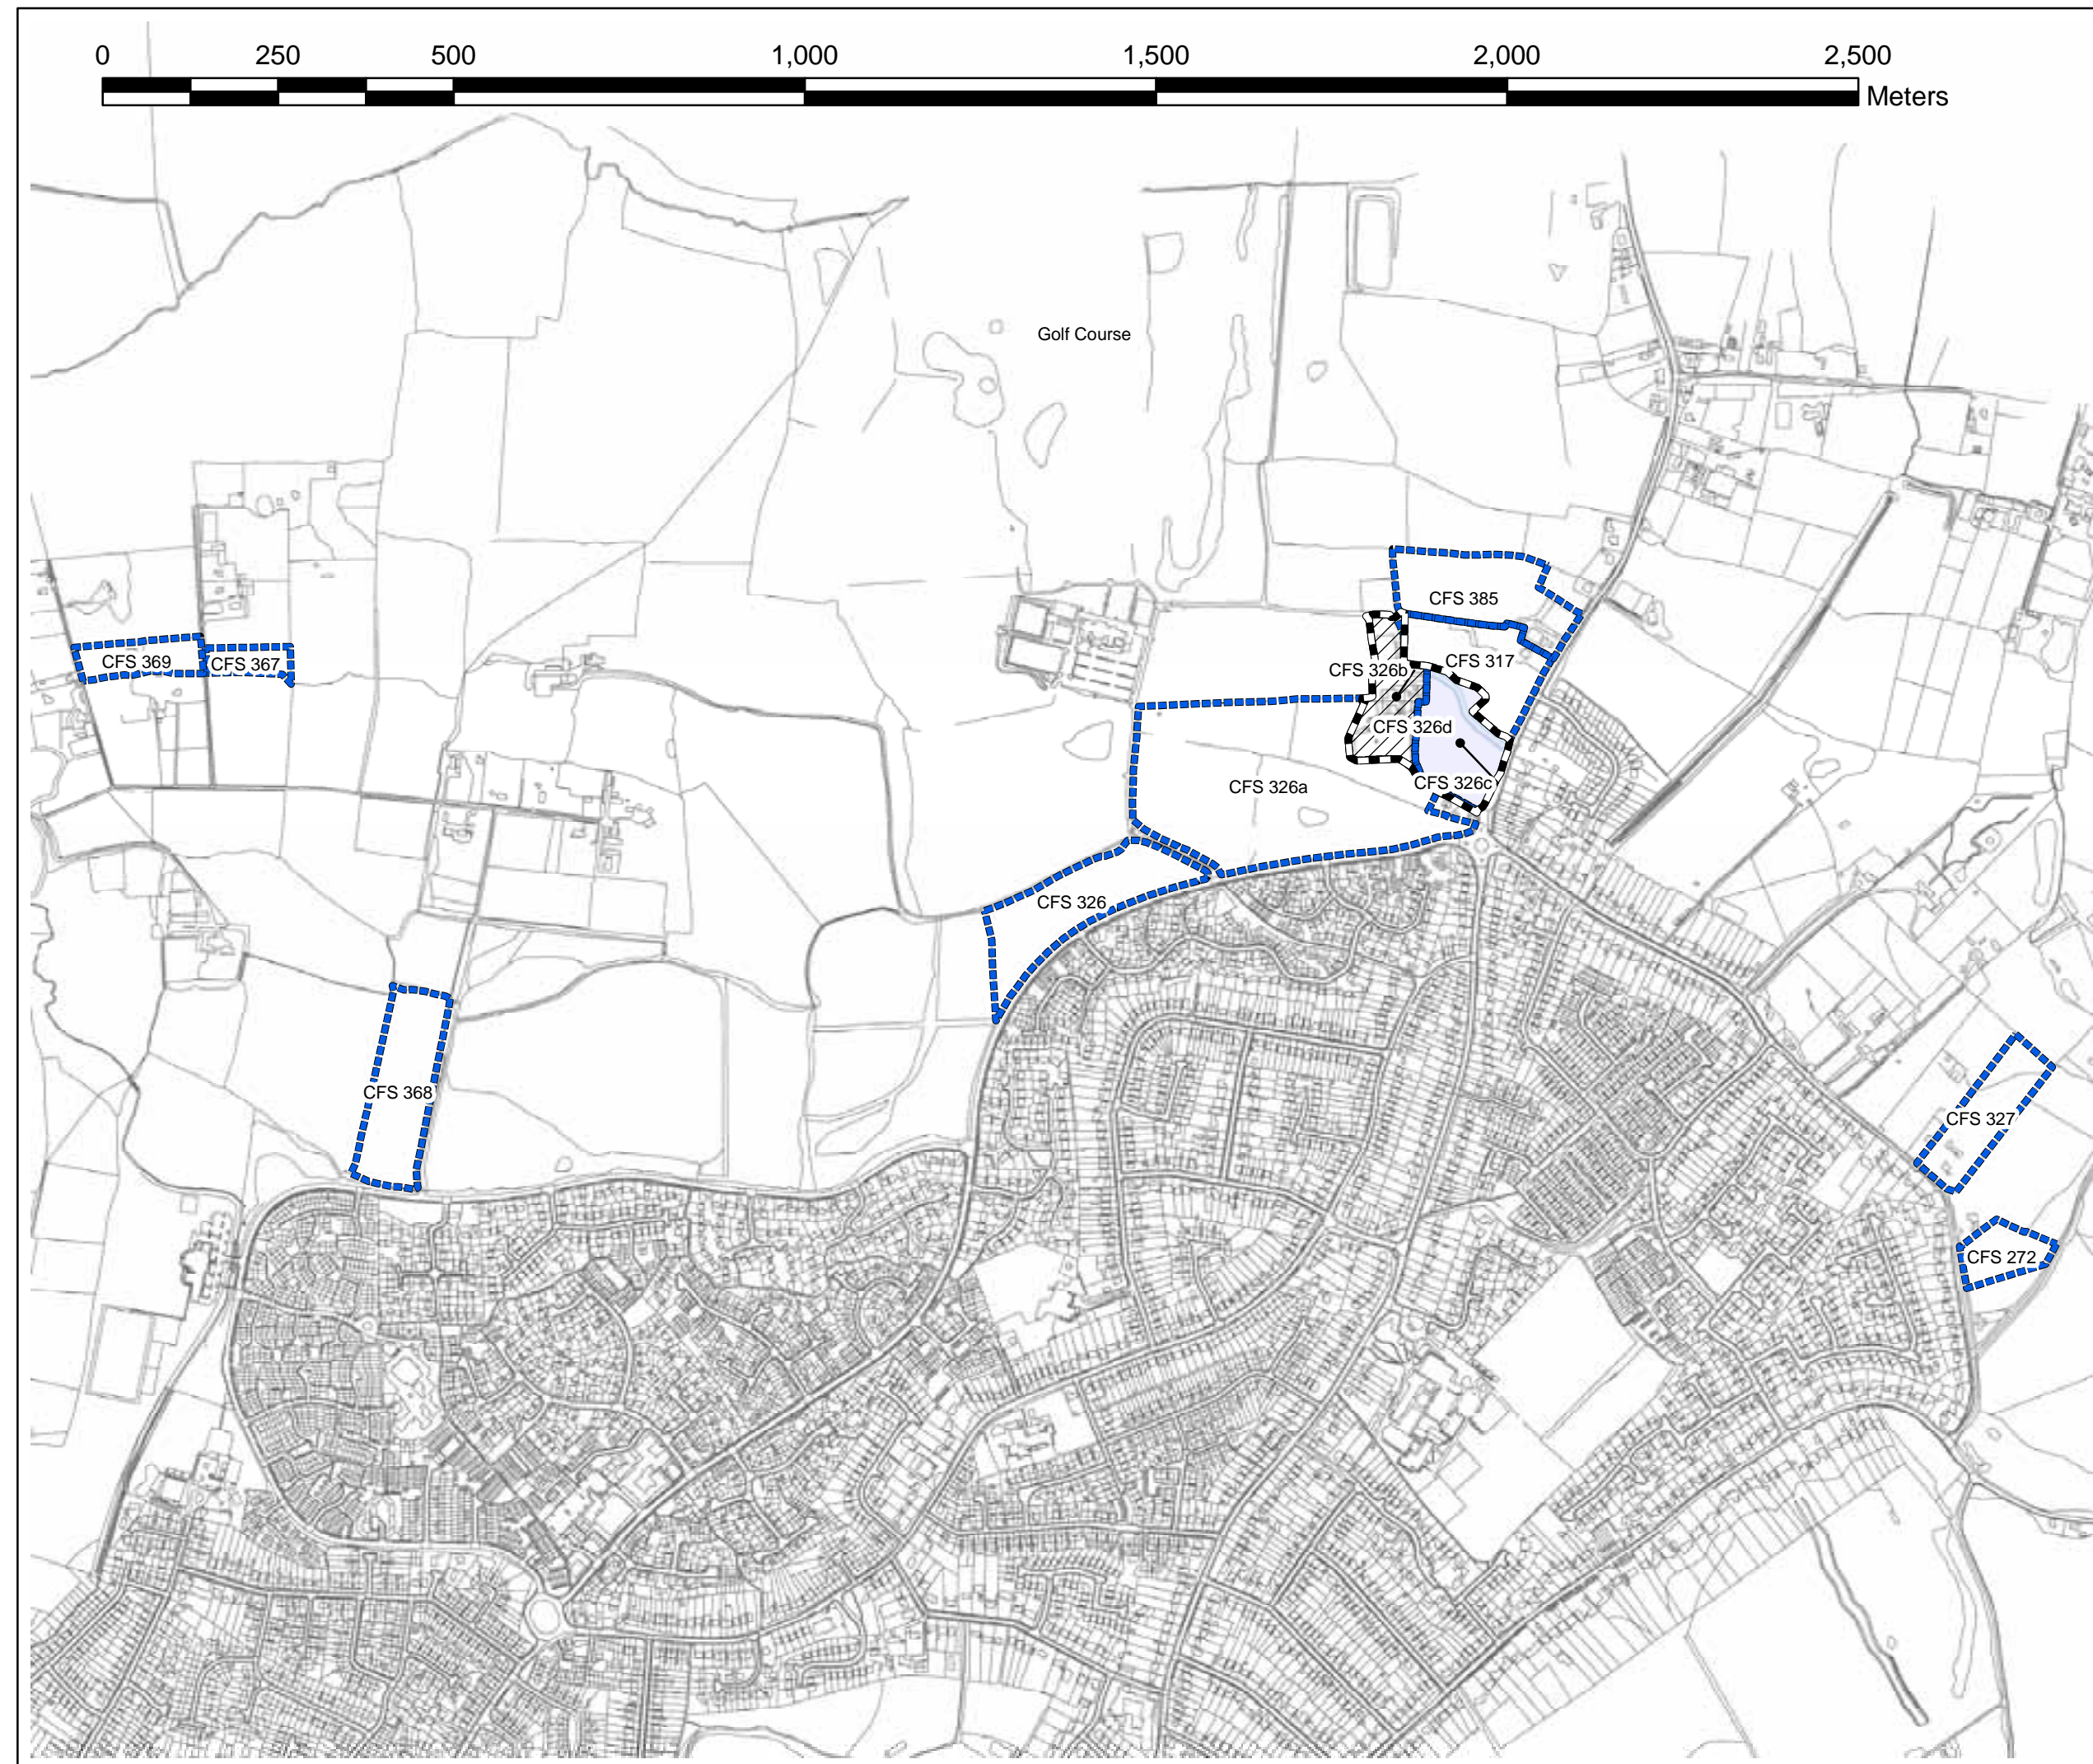 0 250 500 1,000 1,500 2,000 2,500
Meters
Golf Course
CFS 385
CFS 369
CFS 367
CFS 317
CFS 326b
CFS 326d
CFS 326c
CFS 326a
CFS 326
CFS 368
CFS 327
CFS 272